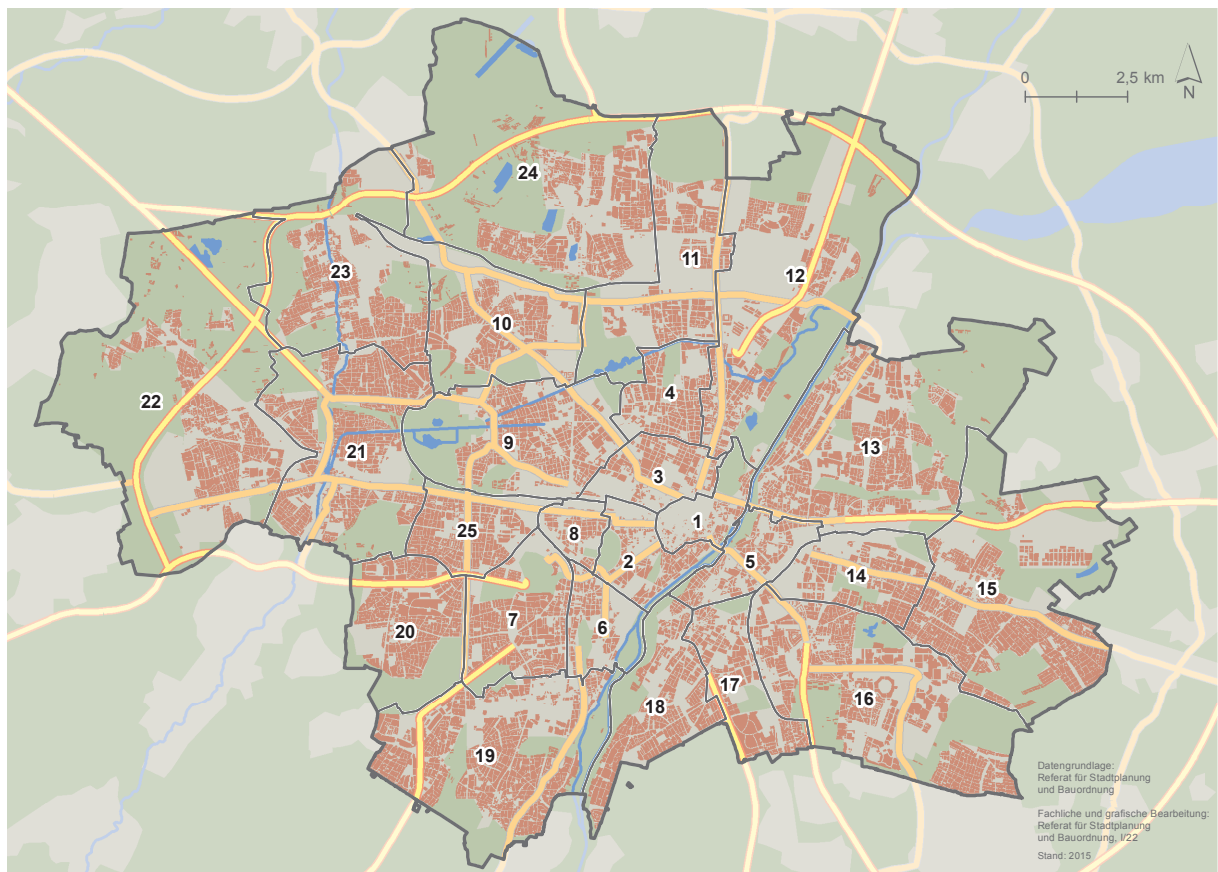 0 2,5 km
N
24
11
12
23
10
22
4
21
9
13
3
1
25
8
2
5
14
15
7
6
20
17
18
16
19
Datengrundlage:
Referat für Stadtplanung
und Bauordnung
Fachliche und grafische Bearbeitung:
Referat für Stadtplanung
und Bauordnung, I/22
Stand: 2015